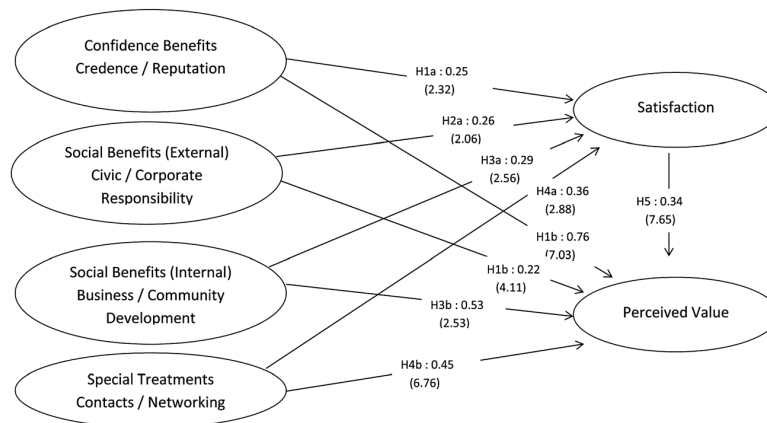 Confidence Benefits
Credence / Reputation
H1a : 0.25
(2.32)
Satisfaction
H2a : 0.26
(2.06)
Social Benefits (External)
Civic / Corporate
Responsibility
H3a : 0.29
(2.56)
H4a : 0.36
(2.88)
H5 : 0.34
(7.65)
H1b : 0.76
(7.03)
Social Benefits (Internal)
Business / Community
Development
H1b : 0.22
(4.11)
H3b : 0.53
(2.53)
Perceived Value
H4b : 0.45
(6.76)
Special Treatments
Contacts / Networking